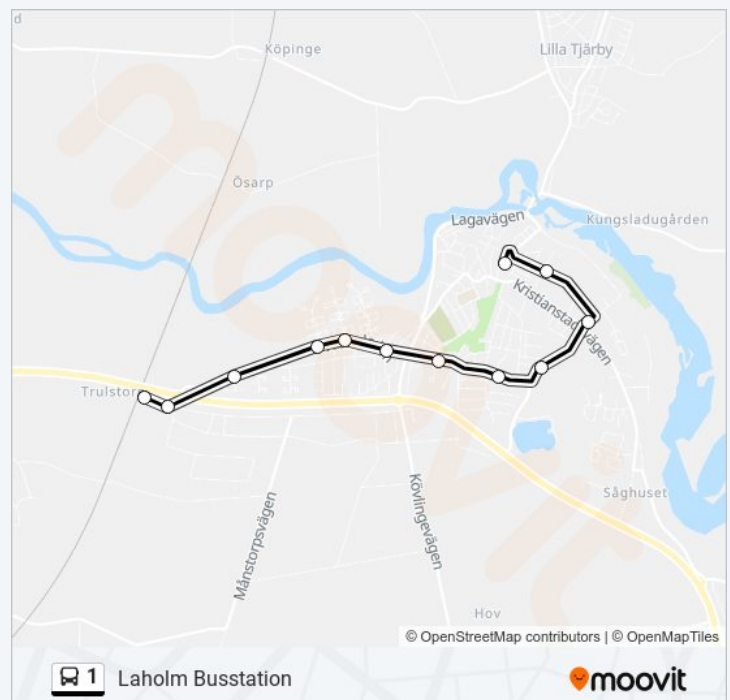 d
Köpinge
Lilla Tjärby
Ösarp
Lagavägen
Kungsladugården
Kristianstadsvägen
Trulstorp
Såghuset
Månstorpsvägen
Kövlingevägen
Hov
moovit
© OpenStreetMap contributors | © OpenMapTiles
1 Laholm Busstation
moovit